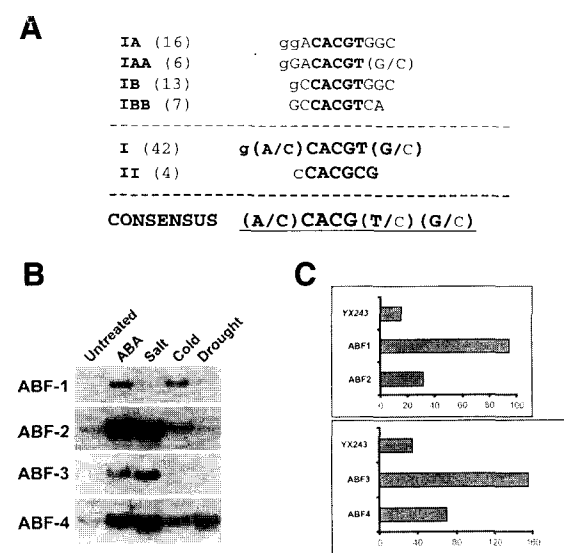 A
IA (16) ggACACGTGGC
IAA (6) gGACACGT(G/C)
IB (13) gCCACGTGGC
IBB (7) GCCACGTCA
I (42) g(A/C)CACGT(G/C)
II (4) cCACGCG
CONSENSUS (A/C)CACG(T/C)(G/C)
B
Untreated ABA Salt Cold Drought
ABF-1
ABF-2
ABF-3
ABF-4
C
YX243
ABF1
ABF2
0 20 40 60 80 100
YX243
ABF3
ABF4
0 40 80 120 160